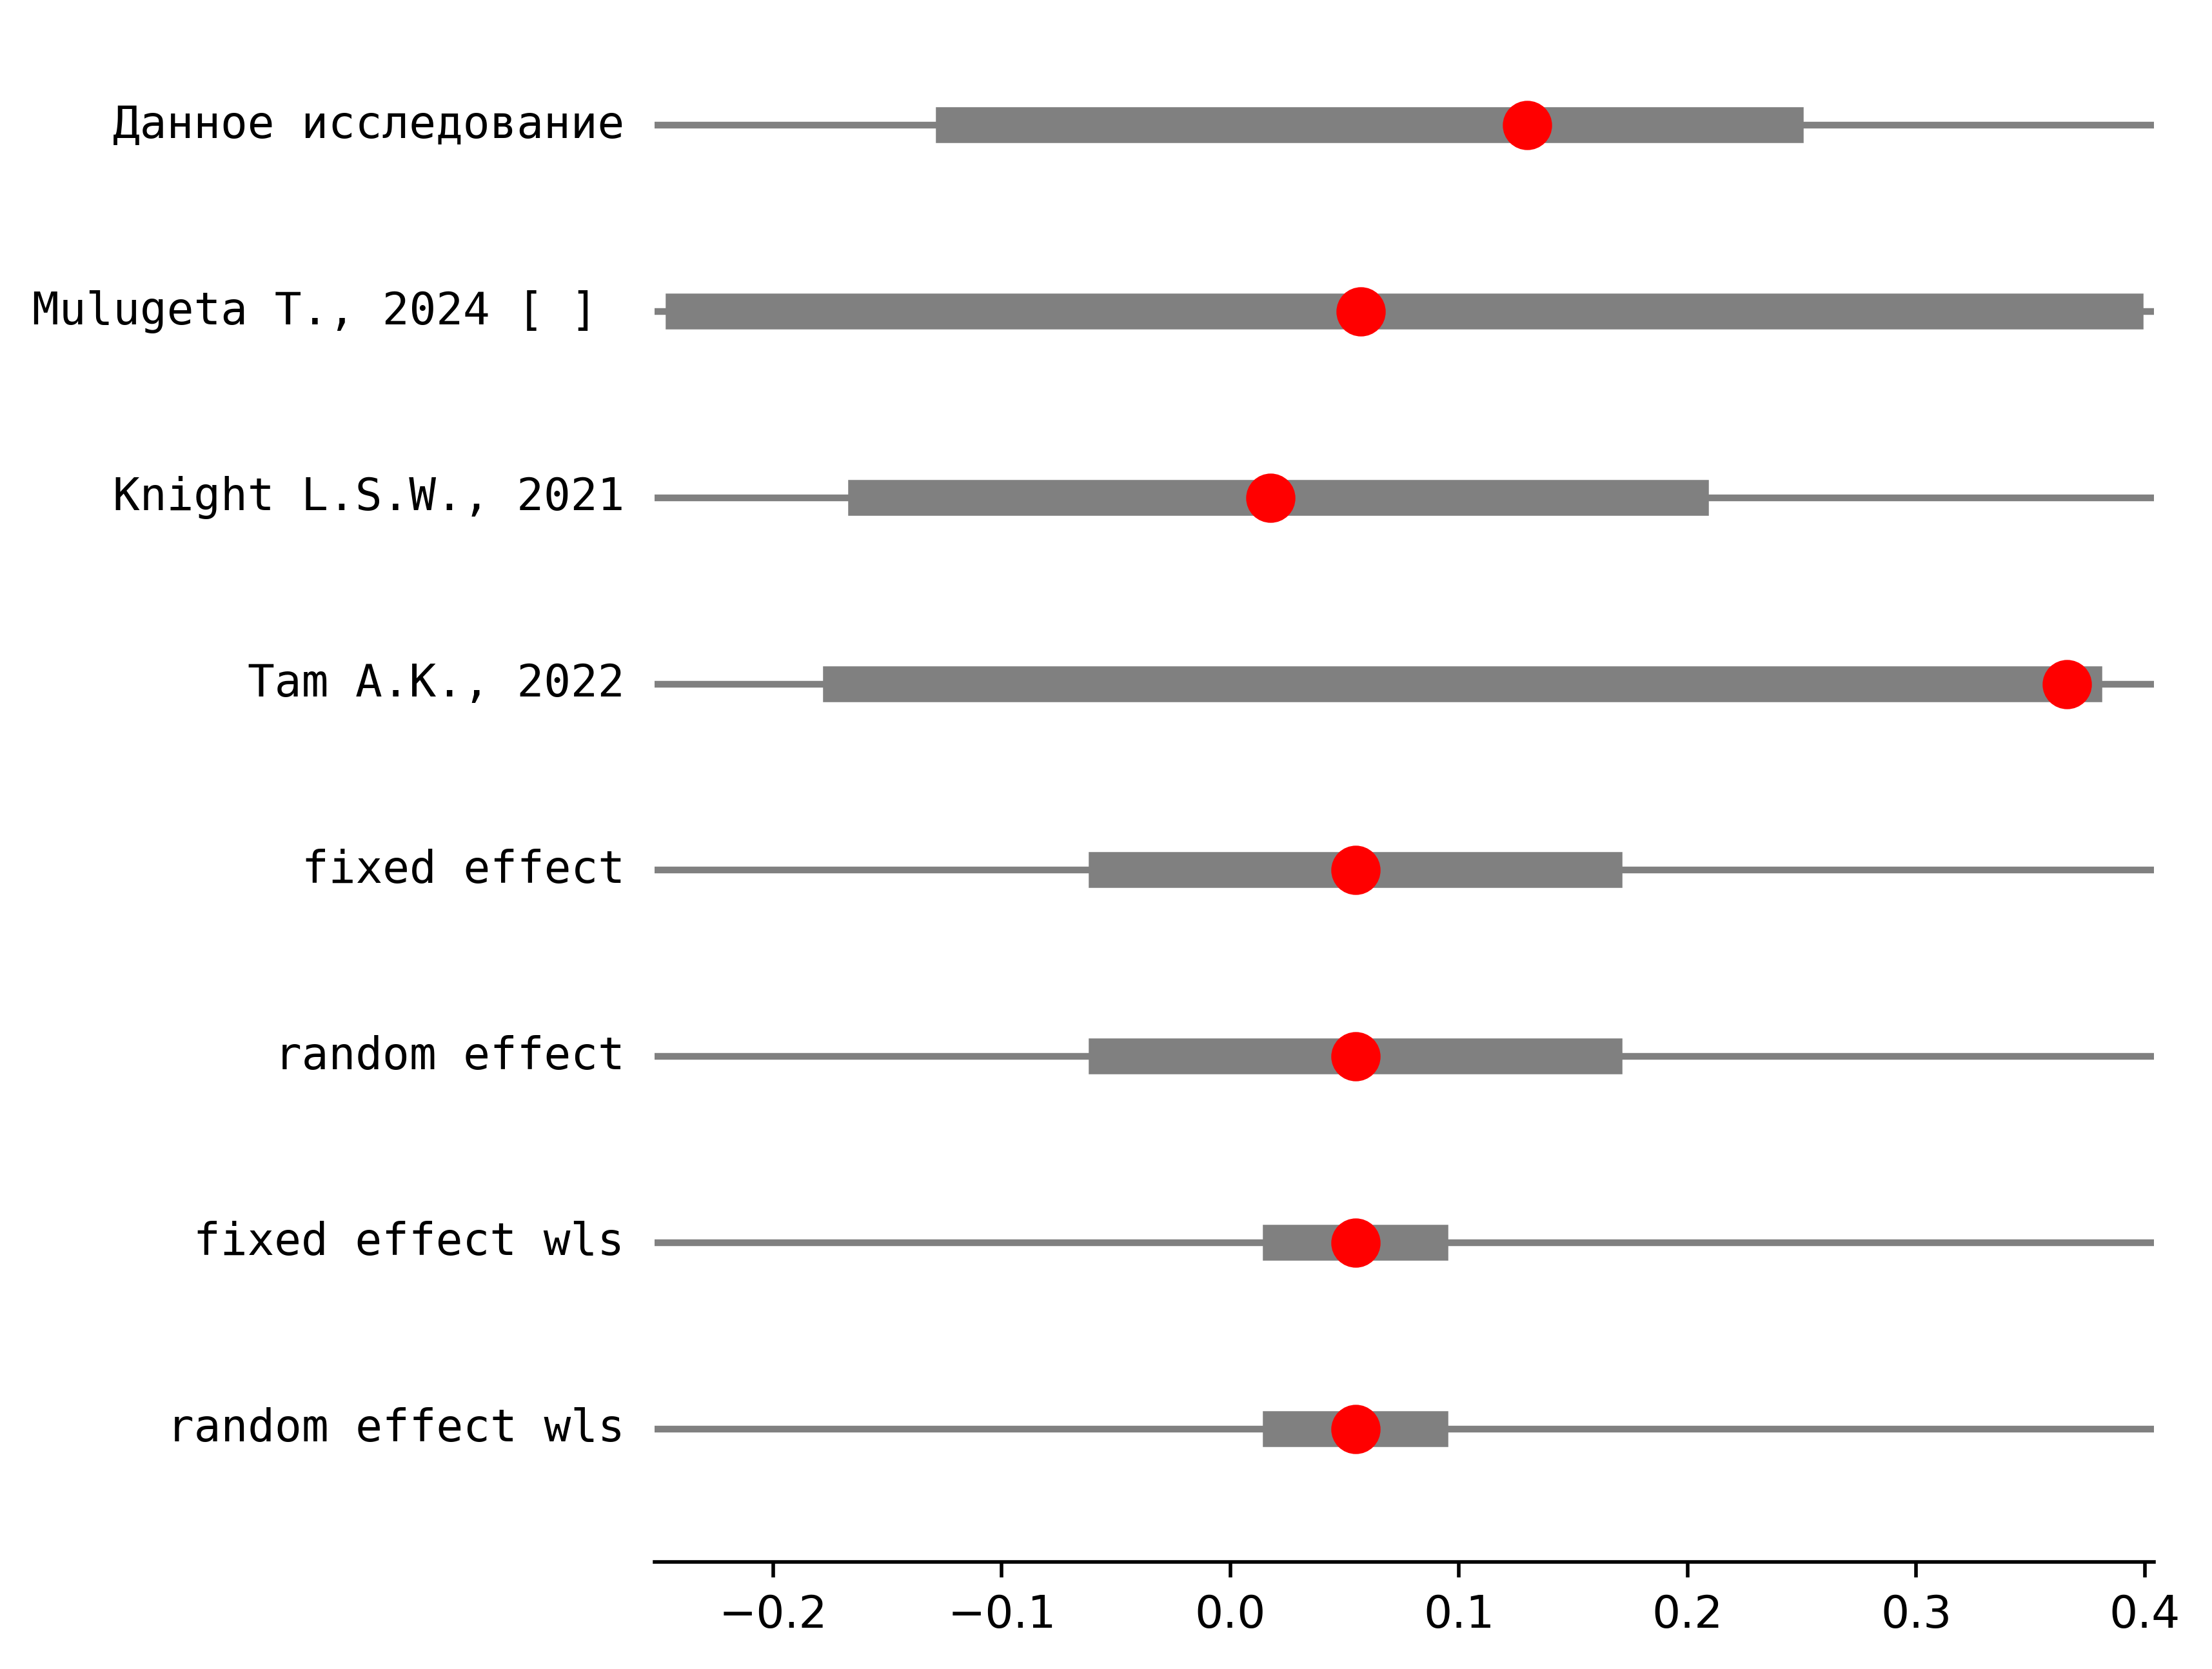 Данное исследование
Mulugeta T., 2024 [ ]
Knight L.S.W., 2021
Tam A.K., 2022
fixed effect
random effect
fixed effect wls
random effect wls
−0.2 −0.1 0.0 0.1 0.2 0.3 0.4